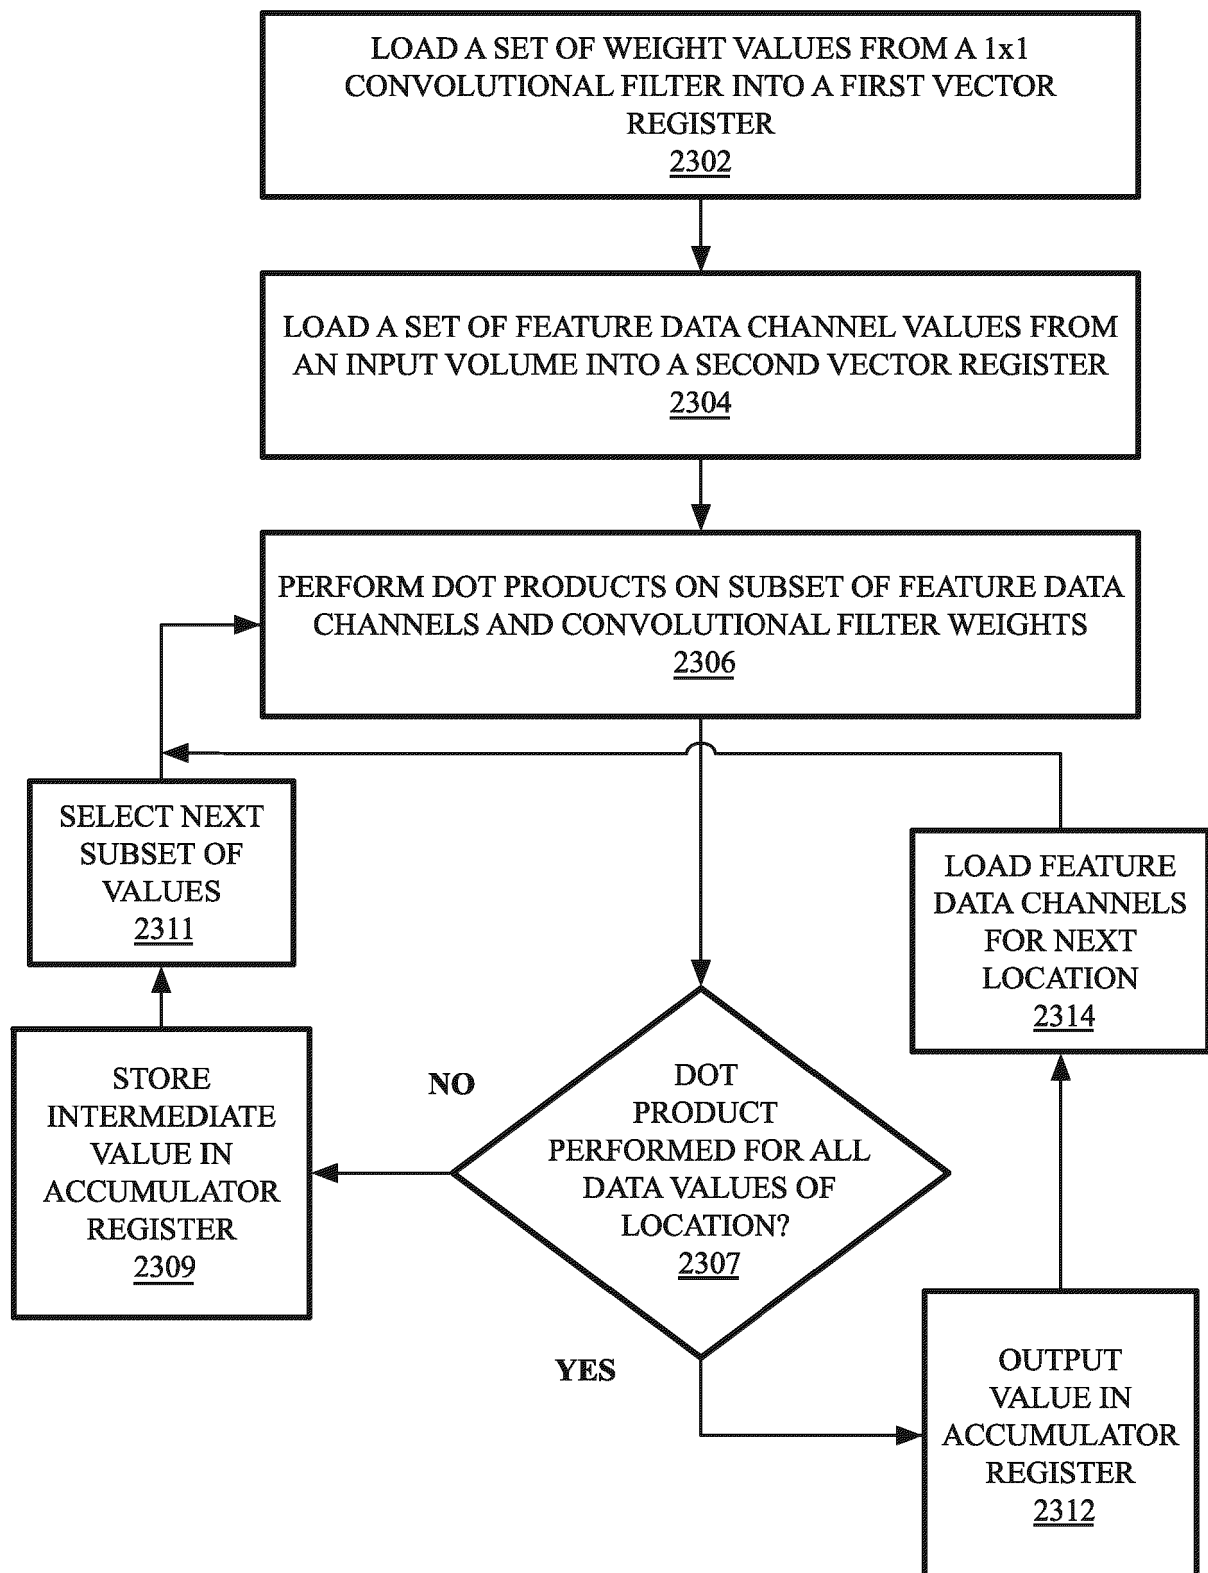 LOAD A SET OF WEIGHT VALUES FROM A 1x1
CONVOLUTIONAL FILTER INTO A FIRST VECTOR
REGISTER
2302
LOAD A SET OF FEATURE DATA CHANNEL VALUES FROM
AN INPUT VOLUME INTO A SECOND VECTOR REGISTER
2304
PERFORM DOT PRODUCTS ON SUBSET OF FEATURE DATA
CHANNELS AND CONVOLUTIONAL FILTER WEIGHTS
2306
SELECT NEXT
SUBSET OF
VALUES
2311
LOAD FEATURE
DATA CHANNELS
FOR NEXT
LOCATION
2314
STORE
INTERMEDIATE
VALUE IN
ACCUMULATOR
REGISTER
2309
NO
DOT
PRODUCT
PERFORMED FOR ALL
DATA VALUES OF
LOCATION?
2307
YES
OUTPUT
VALUE IN
ACCUMULATOR
REGISTER
2312